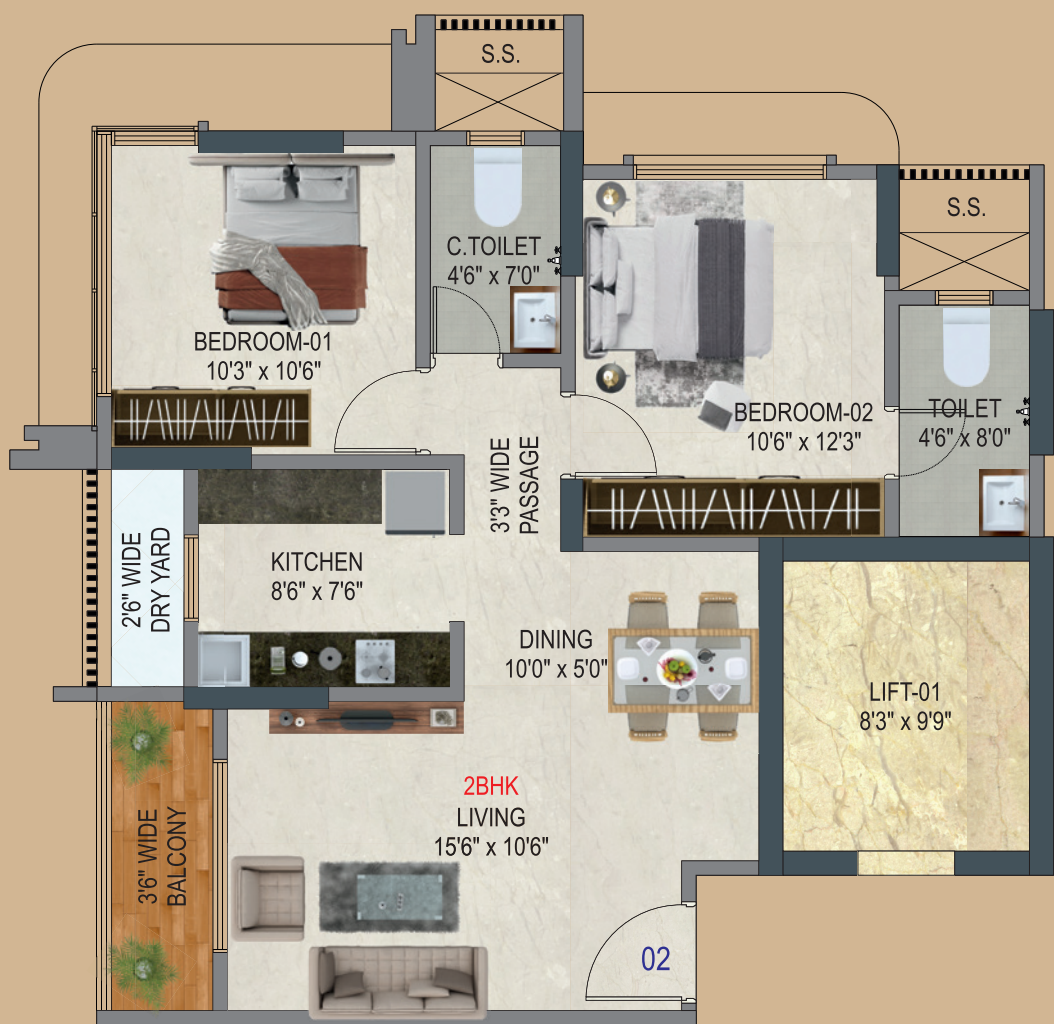 S.S.
S.S.
C.TOILET
4'6" x 7'0"
BEDROOM-01
10'3" x 10'6"
BEDROOM-02
10'6" x 12'3"
TOILET
4'6" x 8'0"
3'3" WIDE
PASSAGE
KITCHEN
8'6" x 7'6"
2'6" WIDE
DRY YARD
DINING
10'0" x 5'0"
LIFT-01
8'3" x 9'9"
2BHK
LIVING
15'6" x 10'6"
3'6" WIDE
BALCONY
02